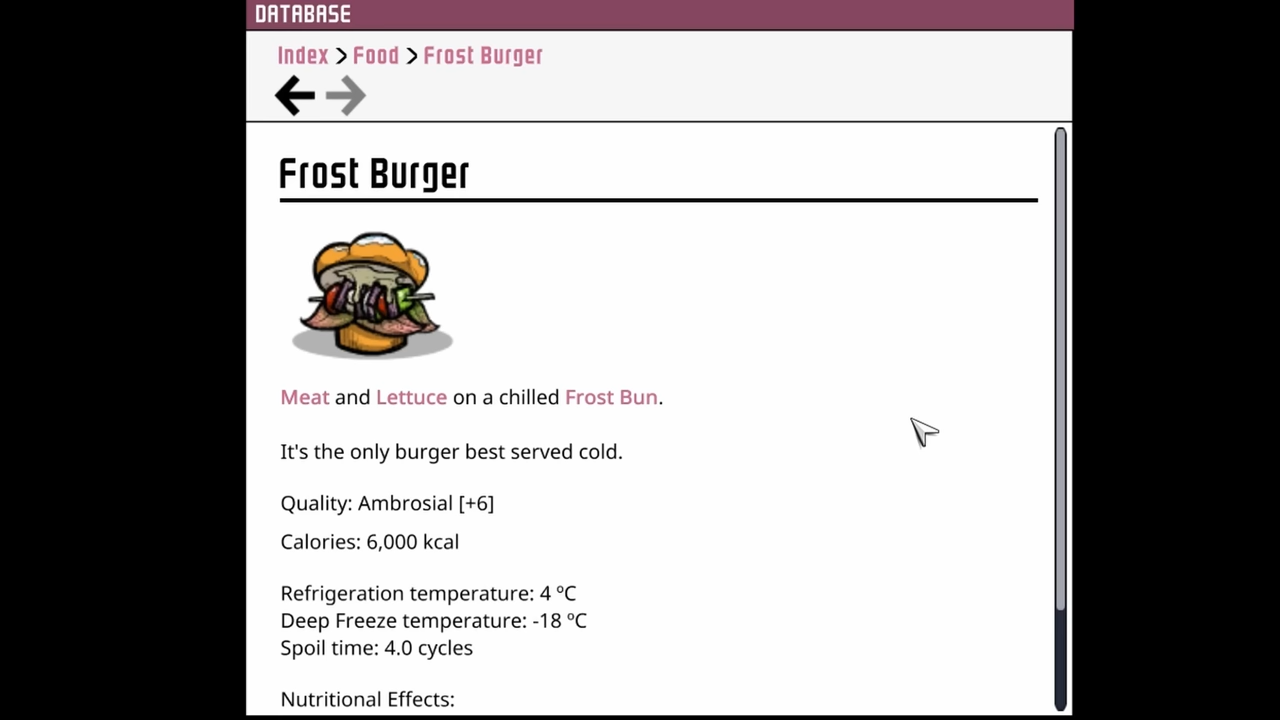 DATABASE
Index > Food > Frost Burger
Frost Burger
Meat and Lettuce on a chilled Frost Bun.
It's the only burger best served cold.
Quality: Ambrosial [+6]
Calories: 6,000 kcal
Refrigeration temperature: 4 ºC
Deep Freeze temperature: -18 ºC
Spoil time: 4.0 cycles
Nutritional Effects: